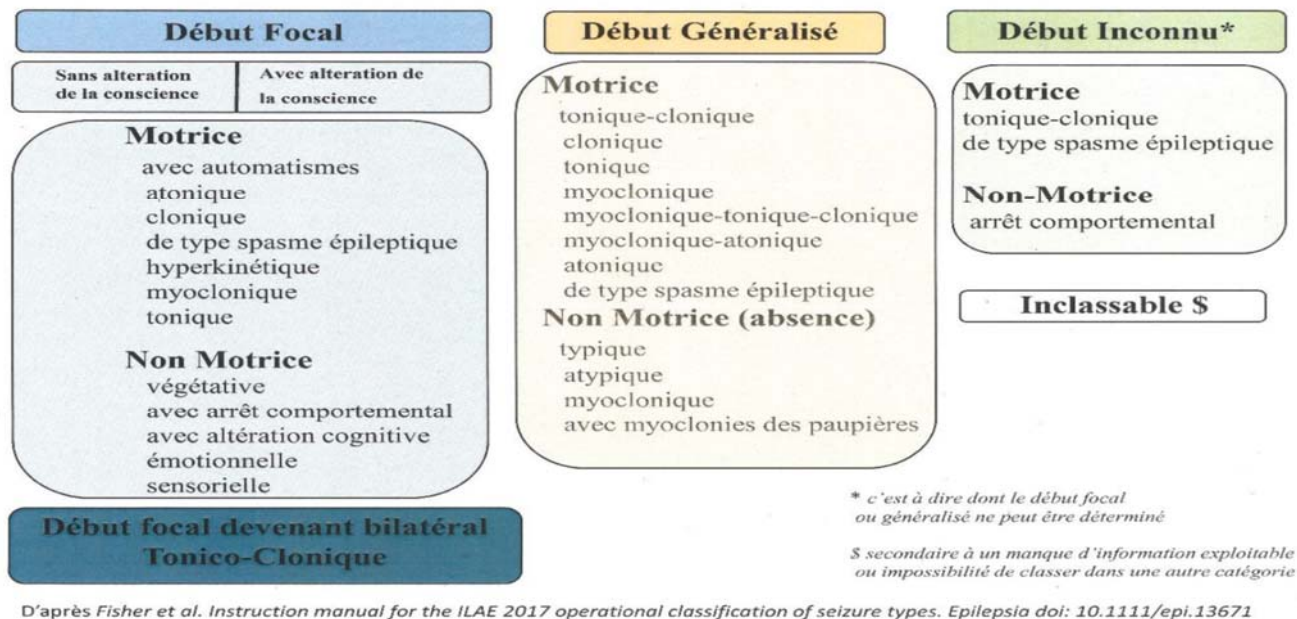 Début Focal
Sans alteration
de la conscience
Avec alteration de
la conscience
Motrice
avec automatismes
atonique
clonique
de type spasme épileptique
hyperkinétique
myoclonique
tonique
Non Motrice
végétative
avec arrêt comportemental
avec altération cognitive
émotionnelle
sensorielle
Début focal devenant bilatéral
Tonico-Clonique
Début Généralisé
Motrice
tonique-clonique
clonique
tonique
myoclonique
myoclonique-tonique-clonique
myoclonique-atonique
atonique
de type spasme épileptique
Non Motrice (absence)
typique
atypique
myoclonique
avec myoclonies des paupières
Début Inconnu*
Motrice
tonique-clonique
de type spasme épileptique
Non-Motrice
arrêt comportemental
Inclassable $
* c'est à dire dont le début focal
ou généralisé ne peut être déterminé
$ secondaire à un manque d'information exploitable
ou impossibilité de classer dans une autre catégorie
D'après Fisher et al. Instruction manual for the ILAE 2017 operational classification of seizure types. Epilepsia doi: 10.1111/epi.13671